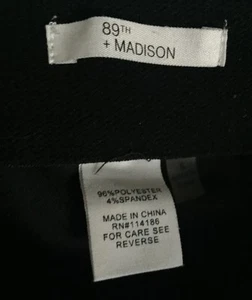 89TH
+ MADISON
96%POLYESTER
4%SPANDEX
MADE IN CHINA
RN#114186
FOR CARE SEE
REVERSE